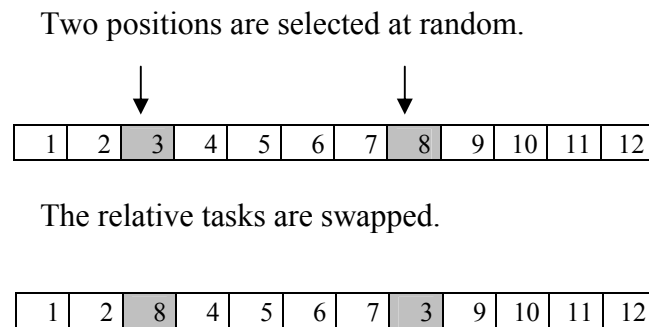 Two positions are selected at random.
1 2 3 4 5 6 7 8 9 10 11 12
The relative tasks are swapped.
1 2 8 4 5 6 7 3 9 10 11 12